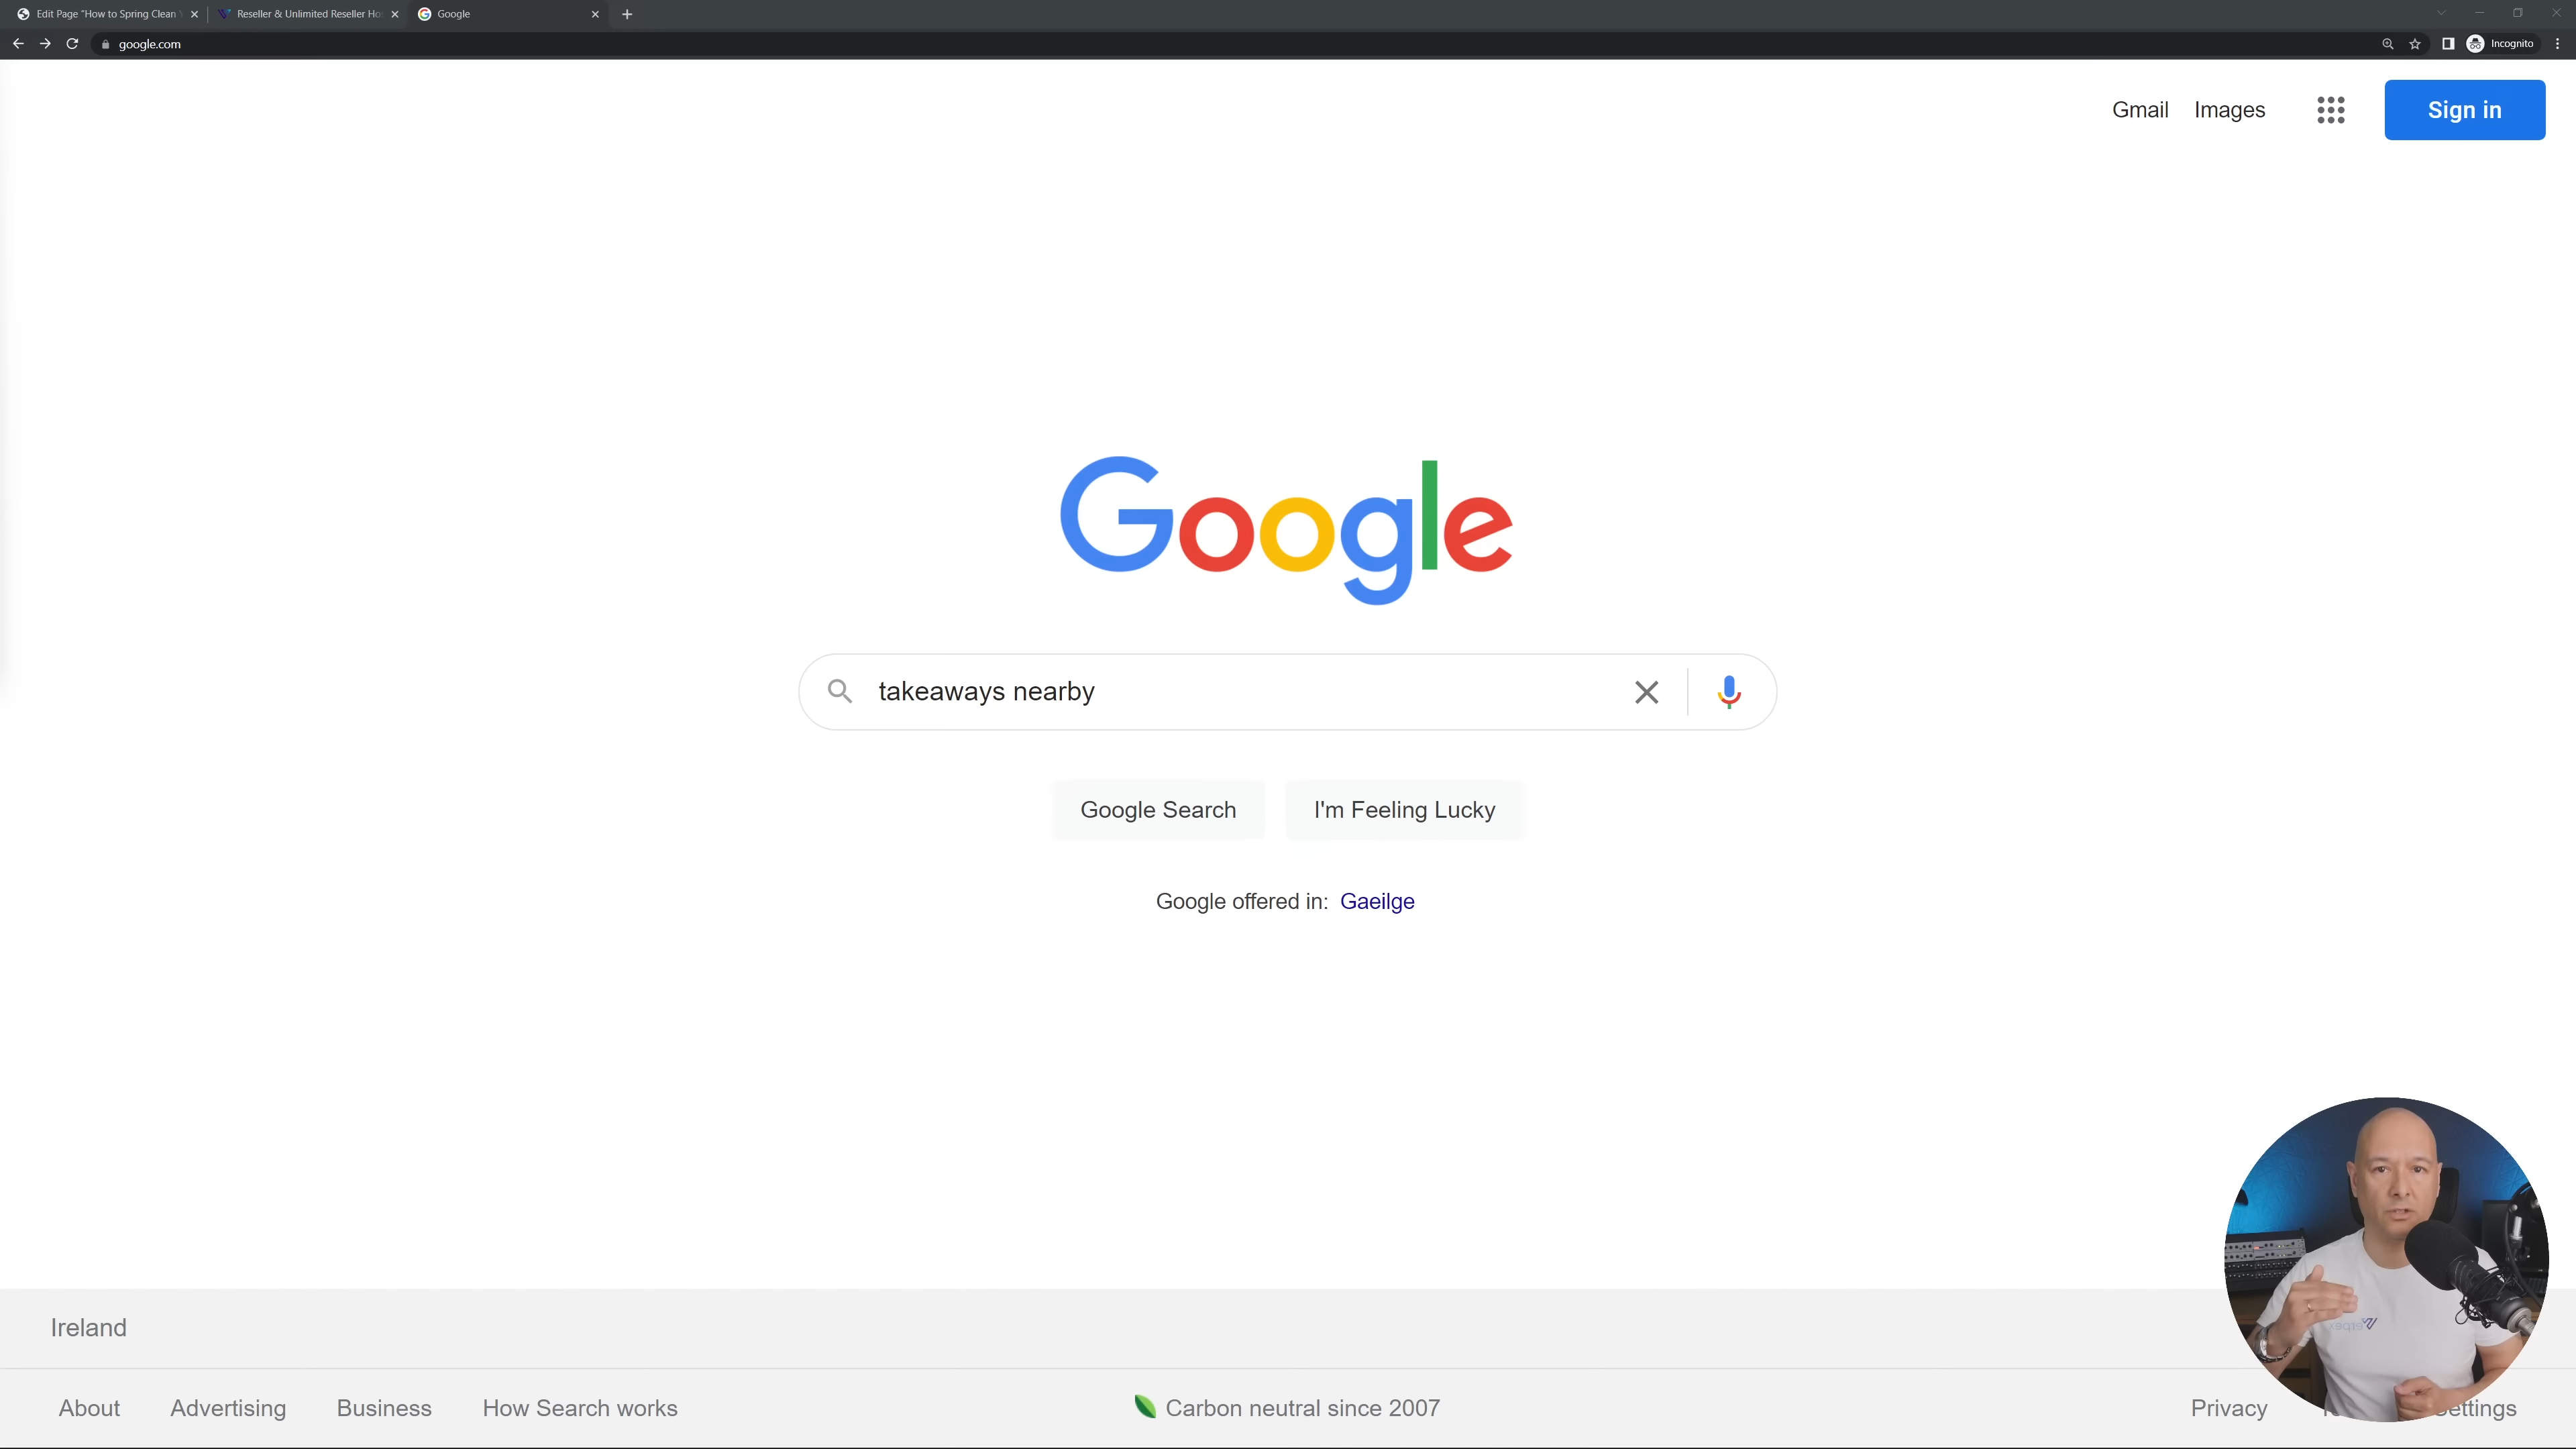 Edit Page "How to Spring Clean
Reseller & Unlimited Reseller Ho
Google
google.com
Incognito
Gmail
Images
Sign in
Google
takeaways nearby
Google Search
I'm Feeling Lucky
Google offered in: Gaeilge
Ireland
About
Advertising
Business
How Search works
Carbon neutral since 2007
Privacy
Settings